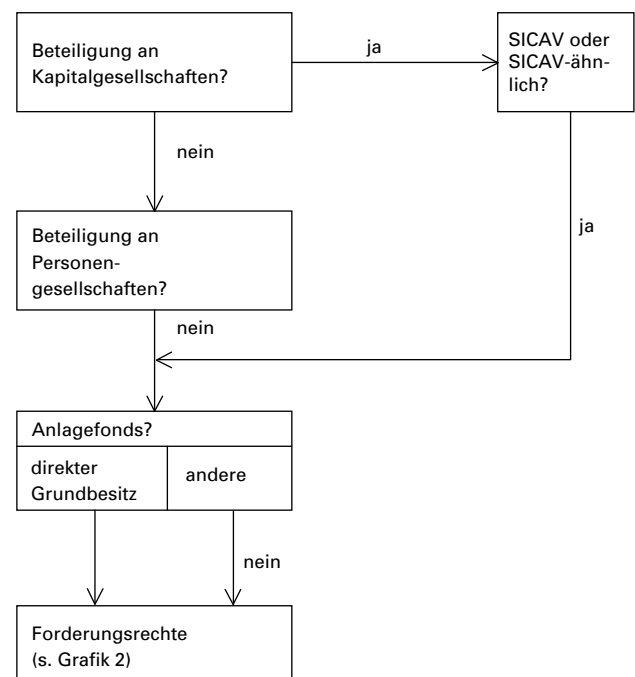 Beteiligung an
Kapitalgesellschaften?
ja
SICAV oder
SICAV-ähn-
lich?
nein
ja
Beteiligung an
Personen-
gesellschaften?
nein
Anlagefonds?
direkter
Grundbesitz
andere
nein
Forderungsrechte
(s. Grafik 2)